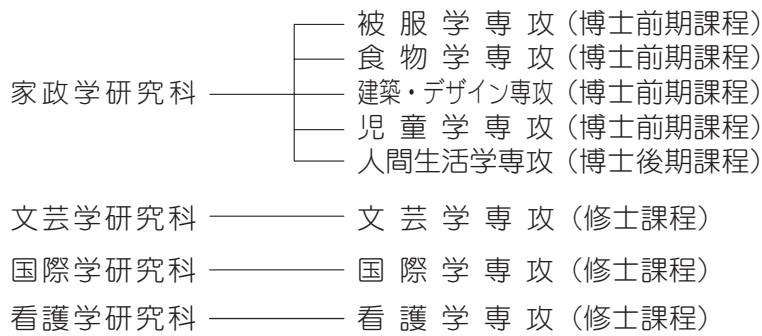 被服学専攻(博士前期課程)
食物学専攻(博士前期課程)
家政学研究科 建築・デザイン専攻(博士前期課程)
児童学専攻(博士前期課程)
人間生活学専攻(博士後期課程)
文芸学研究科 文芸学専攻(修士課程)
国際学研究科 国際学専攻(修士課程)
看護学研究科 看護学専攻(修士課程)